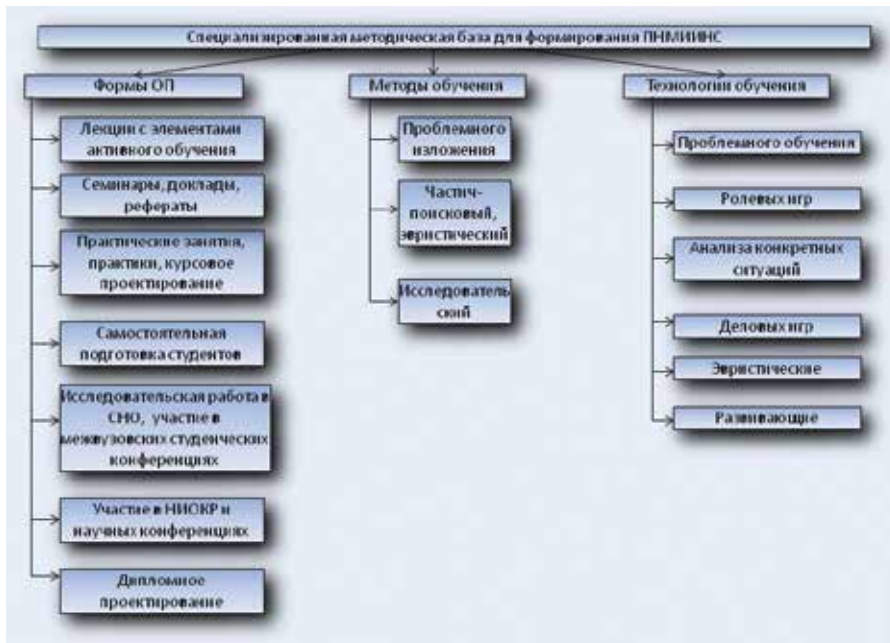 Специализированная методическая база для формирования ПНМИИНС
Формы ОП
Лекции с элементами
активного обучения
Семинары, доклады,
рефераты
Практические занятия,
практики, курсовое
проектирование
Самостоятельная
подготовка студентов
Исследовательская работа в
СНО, участие в
межвузовских студенческих
конференциях
Участие в НИОКР и
научных конференциях
Дипломное
проектирование
Методы обучения
Проблемного
изложения
Частич-
поисковый,
эвристический
Исследователь
ский
Технологии обучения
Проблемного обучения
Ролевых игр
Анализа конкретных
ситуаций
Деловых игр
Эвристические
Развивающие